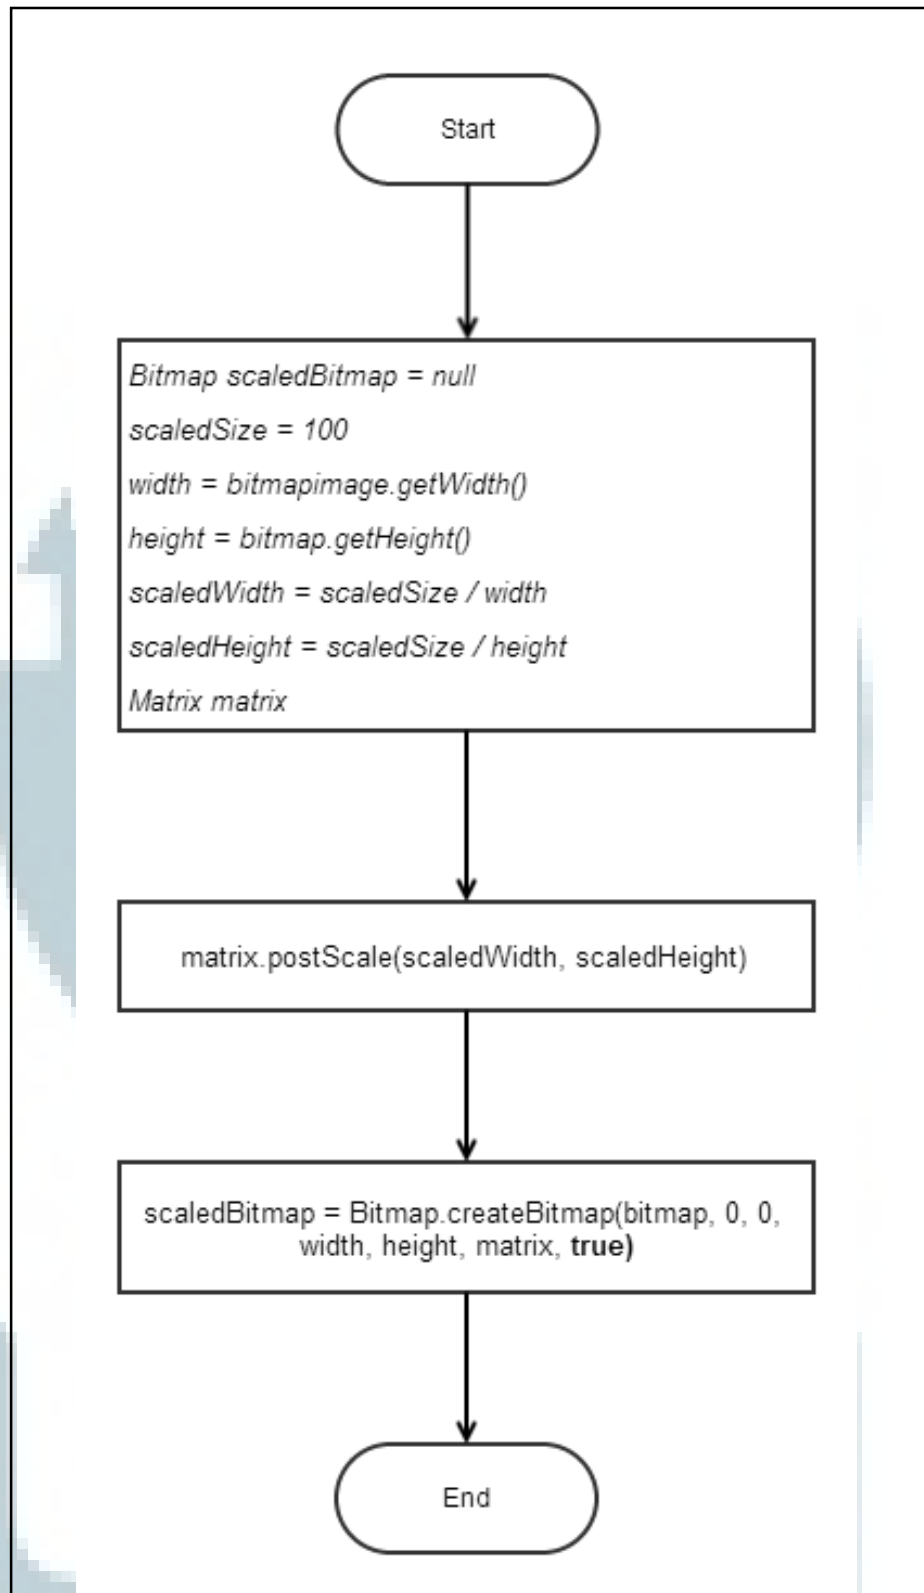 Start
Bitmap scaledBitmap = null
scaledSize = 100
width = bitmapimage.getWidth()
height = bitmap.getHeight()
scaledWidth = scaledSize / width
scaledHeight = scaledSize / height
Matrix matrix
matrix.postScale(scaledWidth, scaledHeight)
scaledBitmap = Bitmap.createBitmap(bitmap, 0, 0,
width, height, matrix, true)
End